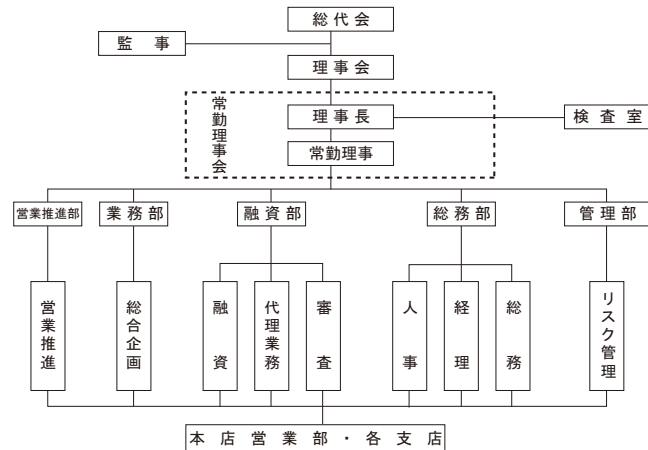 総代会
監事
理事会
常勤理事会
理事長
検査室
常勤理事
営業推進部
業務部
融資部
総務部
管理部
営業推進
総合企画
融資
代理業務
審査
人事
経理
総務
リスク管理
本店営業部・各支店